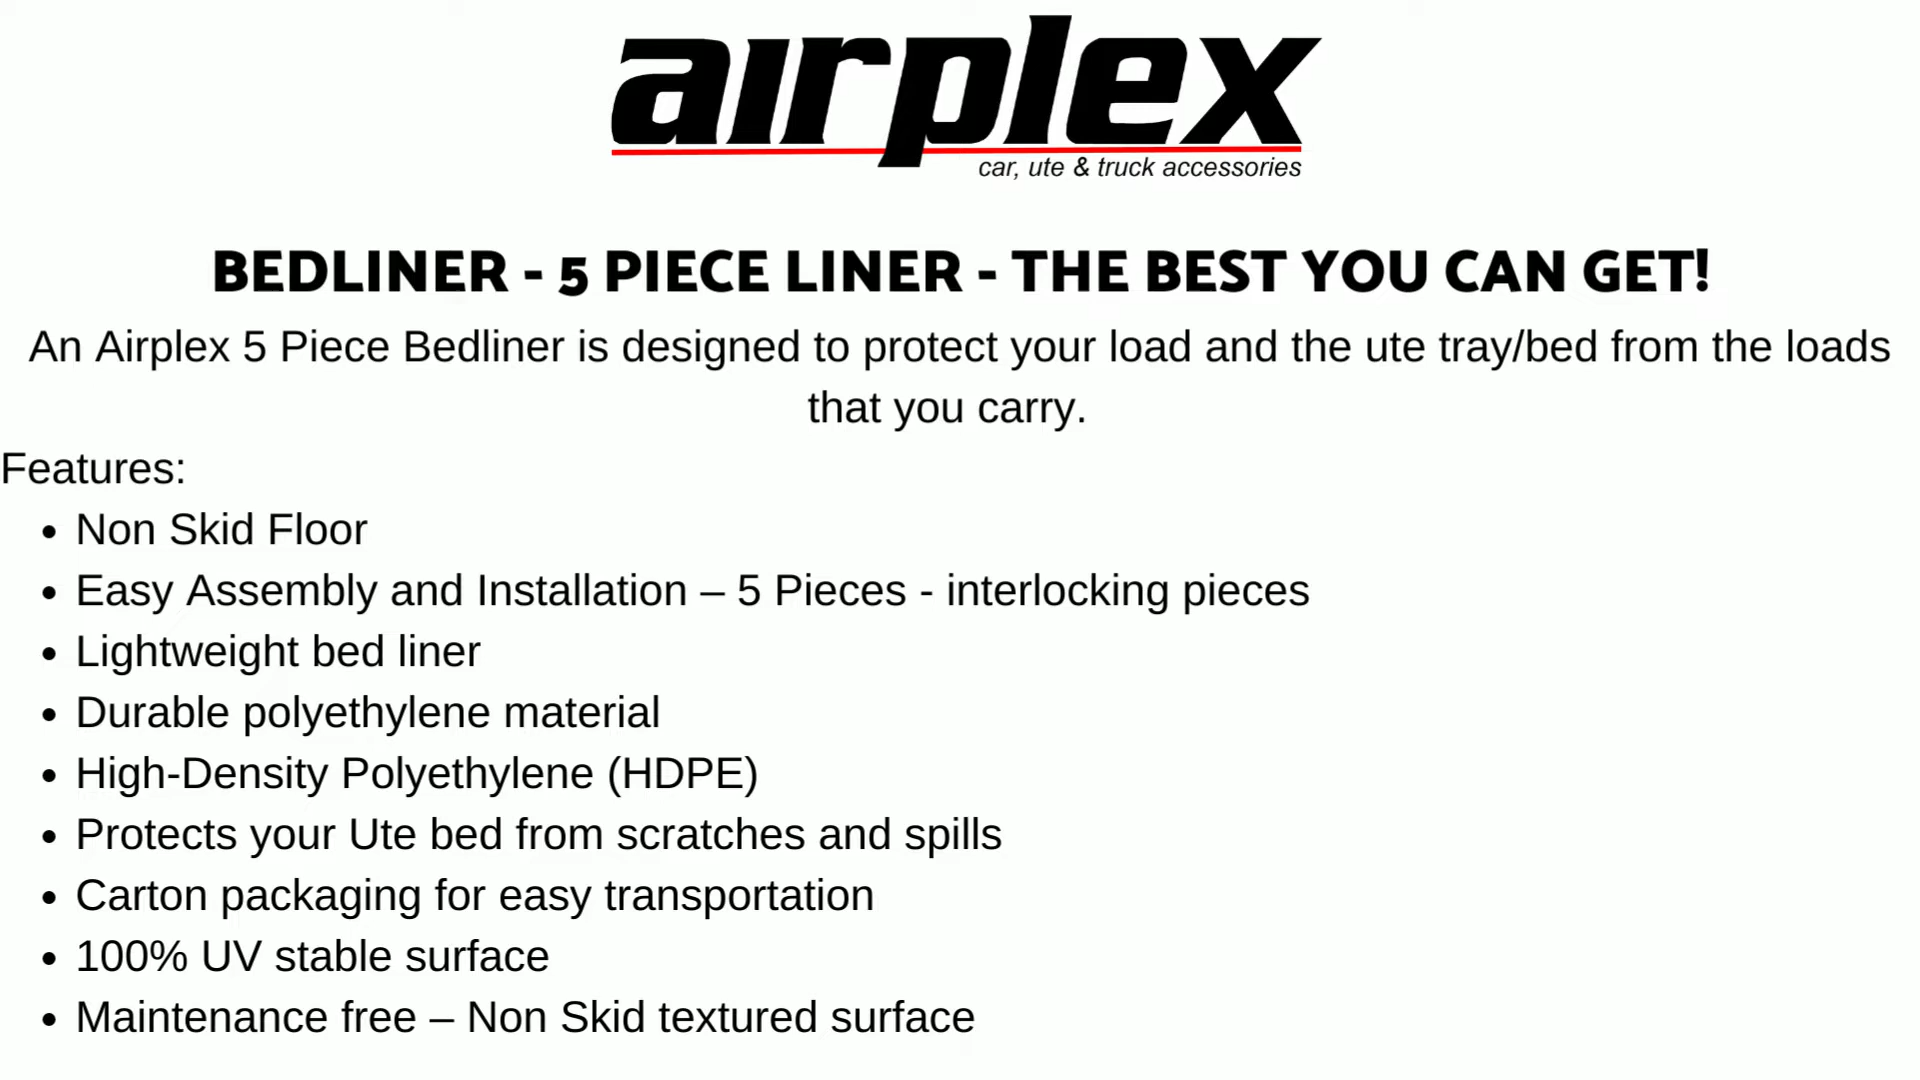 airplex
car, ute & truck accessories
BEDLINER - 5 PIECE LINER - THE BEST YOU CAN GET!
An Airplex 5 Piece Bedliner is designed to protect your load and the ute tray/bed from the loads
that you carry.
Features:
• Non Skid Floor
• Easy Assembly and Installation – 5 Pieces - interlocking pieces
• Lightweight bed liner
• Durable polyethylene material
• High-Density Polyethylene (HDPE)
• Protects your Ute bed from scratches and spills
• Carton packaging for easy transportation
• 100% UV stable surface
• Maintenance free – Non Skid textured surface